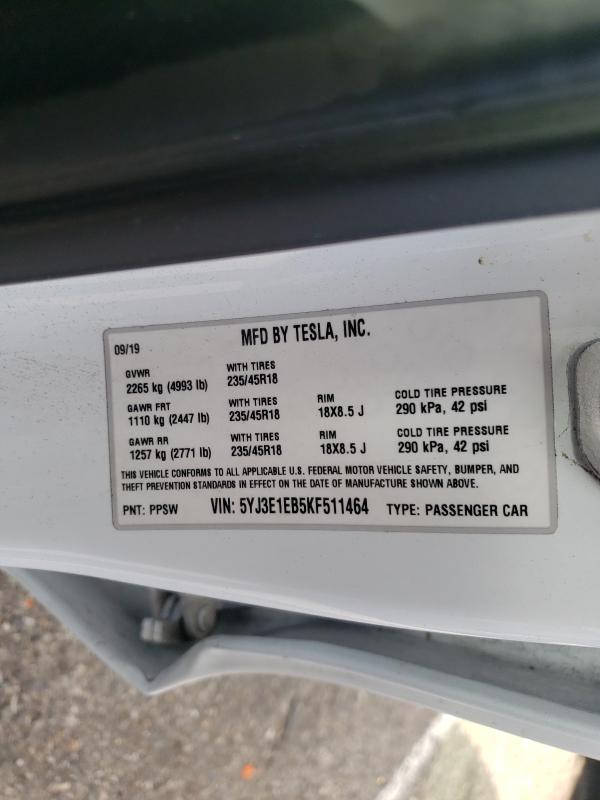 09/19 MFD BY TESLA, INC.
GVWR WITH TIRES
2265 kg (4993 lb) 235/45R18
GAWR FRT WITH TIRES RIM COLD TIRE PRESSURE
1110 kg (2447 lb) 235/45R18 18X8.5 J 290 kPa, 42 psi
GAWR RR WITH TIRES RIM COLD TIRE PRESSURE
1257 kg (2771 lb) 235/45R18 18X8.5 J 290 kPa, 42 psi
THIS VEHICLE CONFORMS TO ALL APPLICABLE U.S. FEDERAL MOTOR VEHICLE SAFETY, BUMPER, AND
THEFT PREVENTION STANDARDS IN EFFECT ON THE DATE OF MANUFACTURE SHOWN ABOVE.
PNT: PPSW VIN: 5YJ3E1EB5KF511464 TYPE: PASSENGER CAR